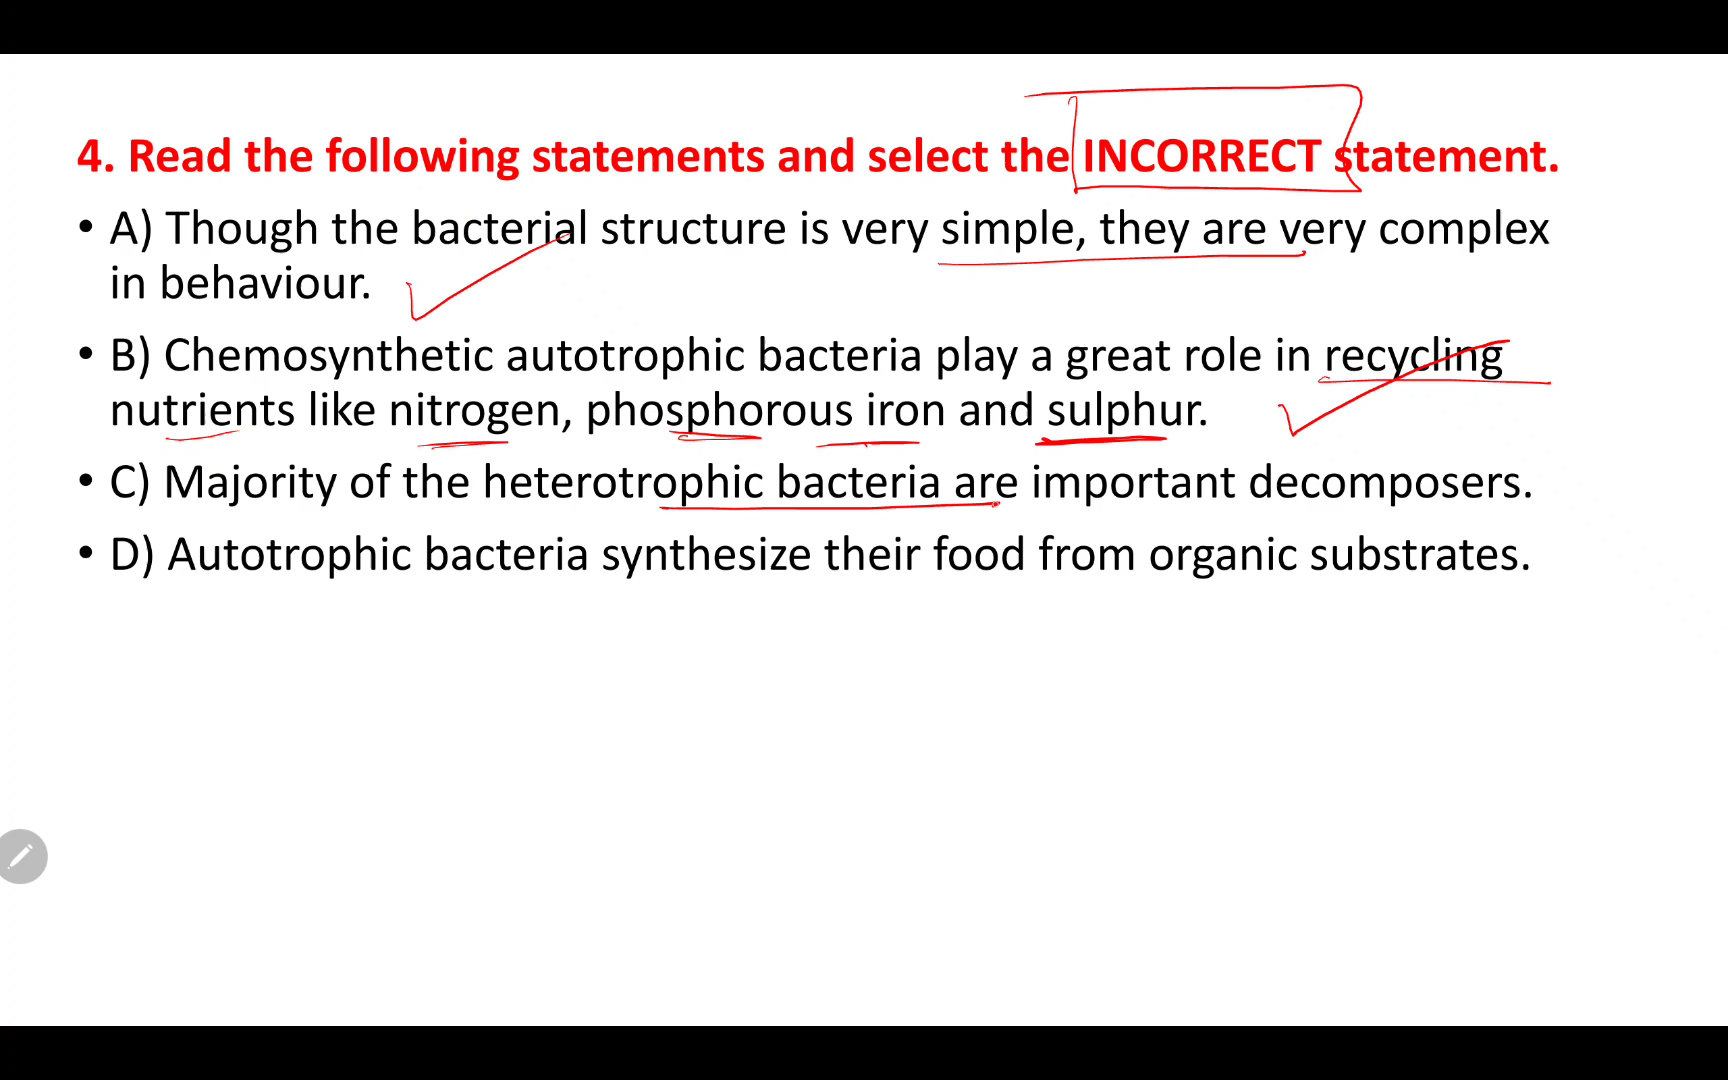 4. Read the following statements and select the INCORRECT statement.
• A) Though the bacterial structure is very simple, they are very complex
in behaviour.
• B) Chemosynthetic autotrophic bacteria play a great role in recycling
nutrients like nitrogen, phosphorous iron and sulphur.
• C) Majority of the heterotrophic bacteria are important decomposers.
• D) Autotrophic bacteria synthesize their food from organic substrates.